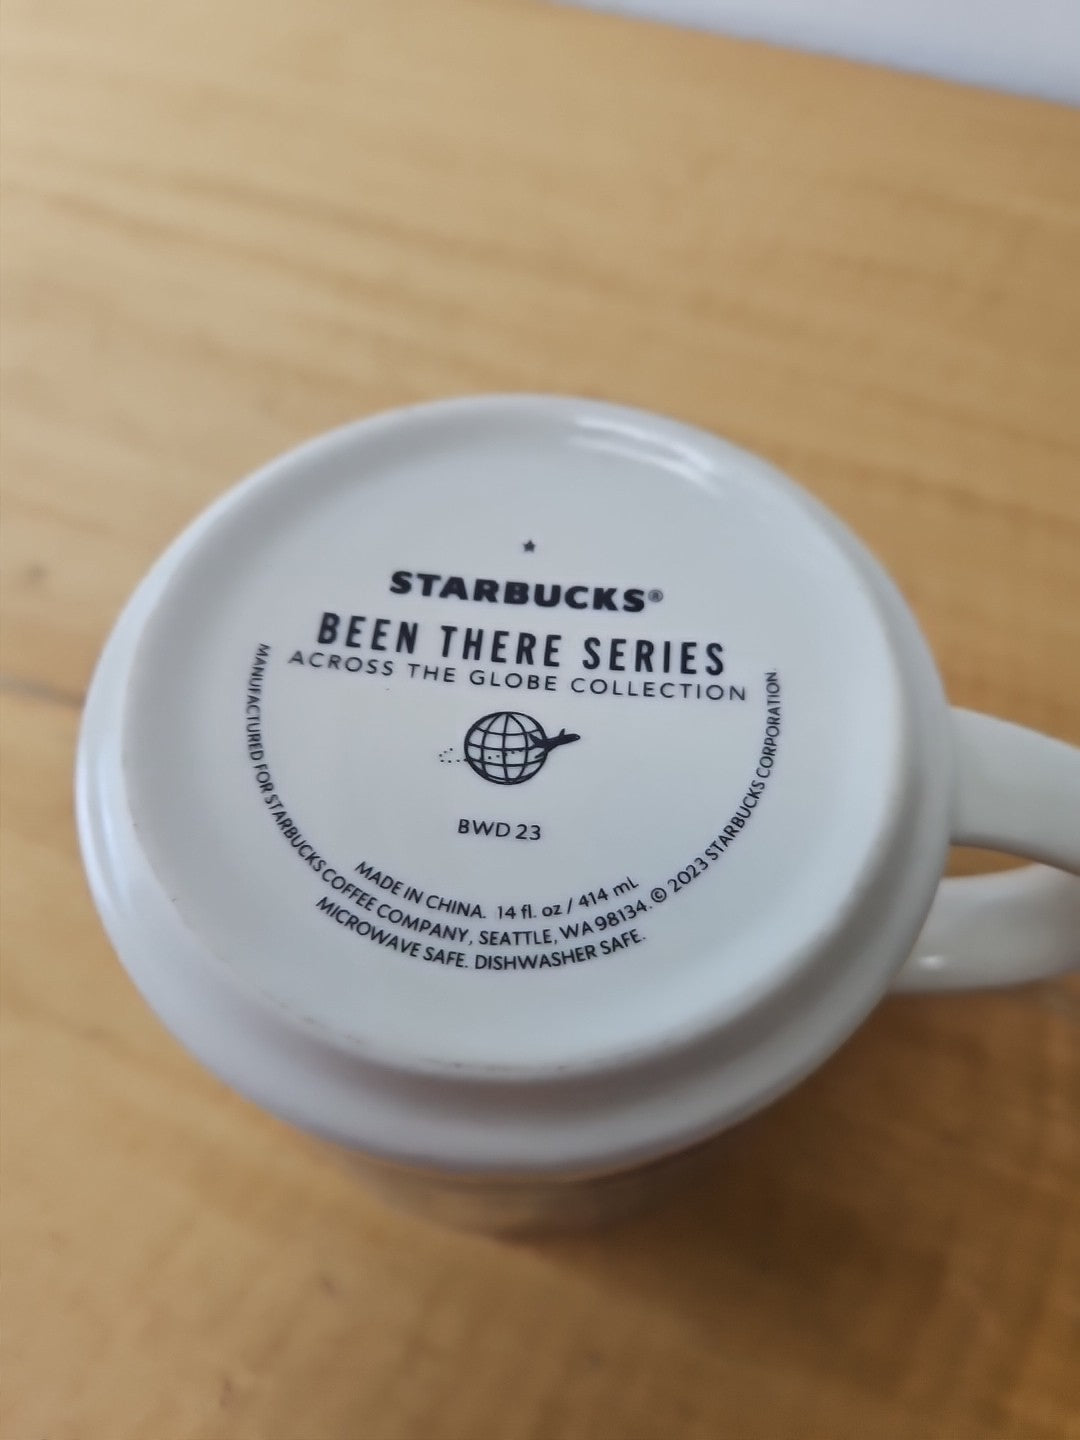 STARBUCKS®
BEEN THERE SERIES
ACROSS THE GLOBE COLLECTION
BWD 23
MADE IN CHINA. 14 fl. oz / 414 mL
MANUFACTURED FOR STARBUCKS COFFEE COMPANY, SEATTLE, WA 98134. © 2023 STARBUCKS CORPORATION.
MICROWAVE SAFE. DISHWASHER SAFE.